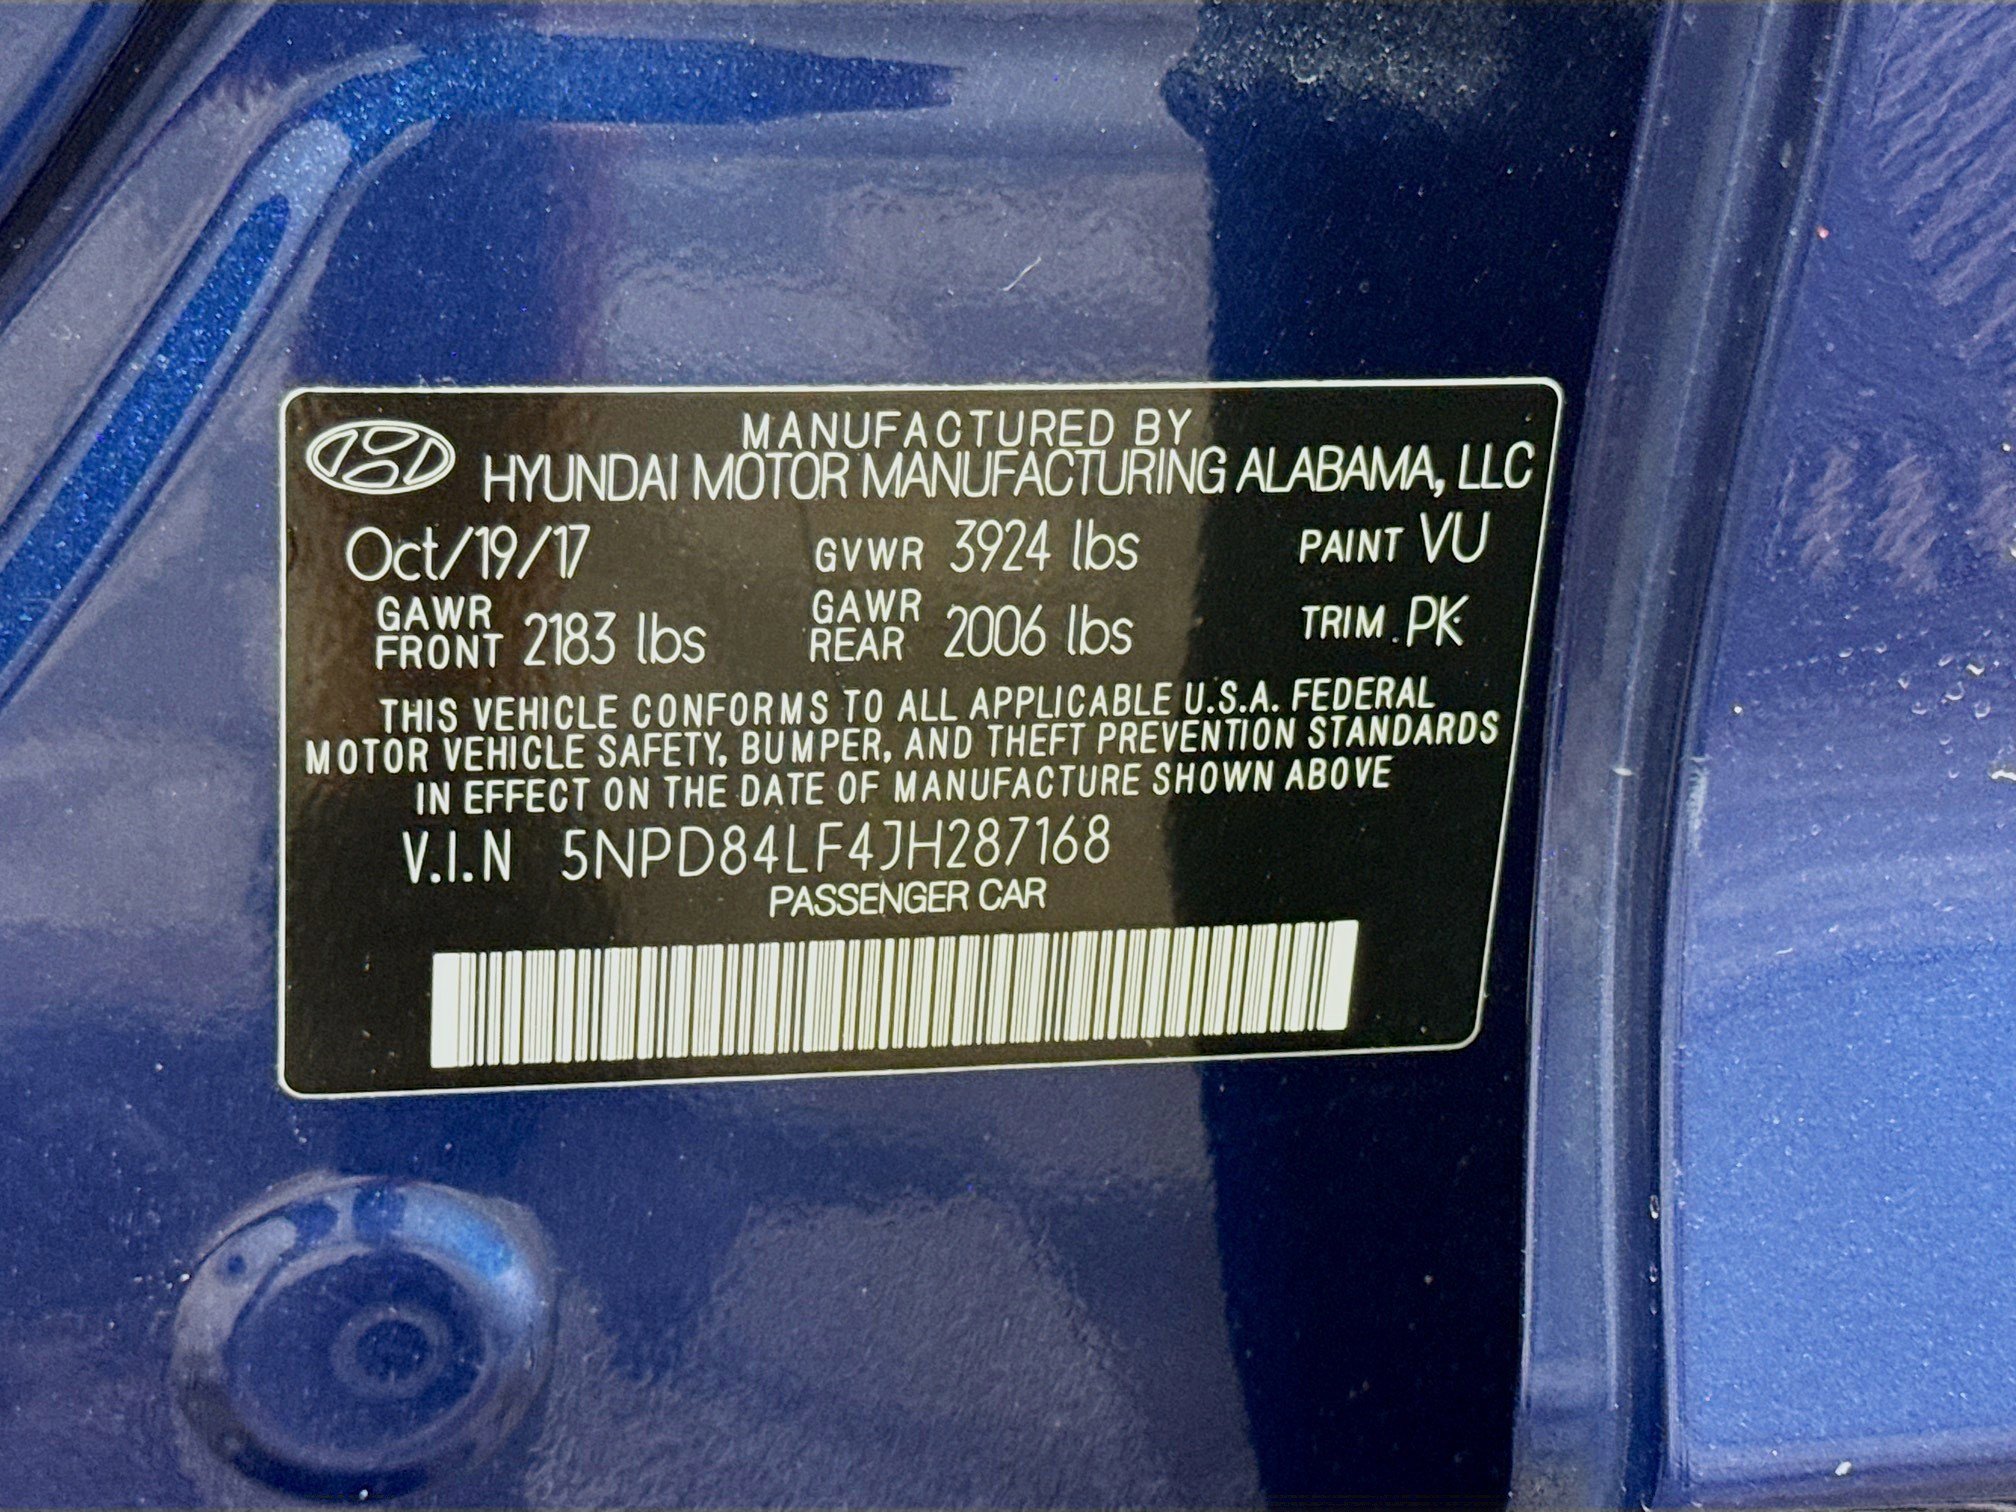 MANUFACTURED BY
HYUNDAI MOTOR MANUFACTURING ALABAMA, LLC
Oct/19/17 GVWR 3924 lbs PAINT VU
GAWR FRONT 2183 lbs GAWR REAR 2006 lbs TRIM PK
THIS VEHICLE CONFORMS TO ALL APPLICABLE U.S.A. FEDERAL
MOTOR VEHICLE SAFETY, BUMPER, AND THEFT PREVENTION STANDARDS
IN EFFECT ON THE DATE OF MANUFACTURE SHOWN ABOVE
V.I.N 5NPD84LF4JH287168
PASSENGER CAR